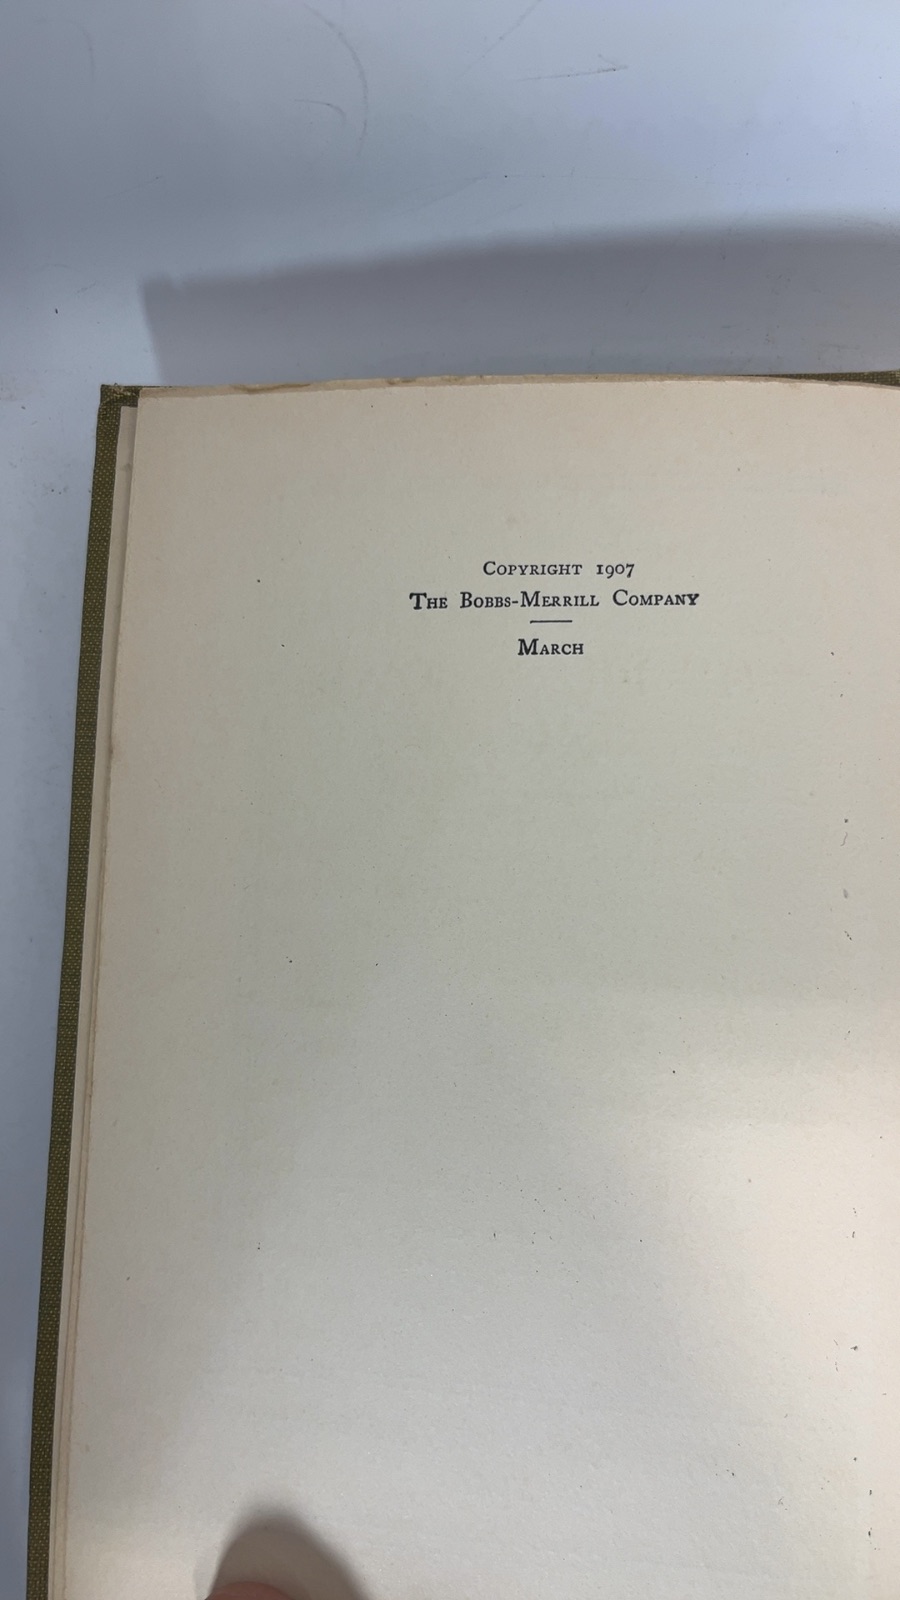 Copyright 1907
The Bobbs-Merrill Company
March